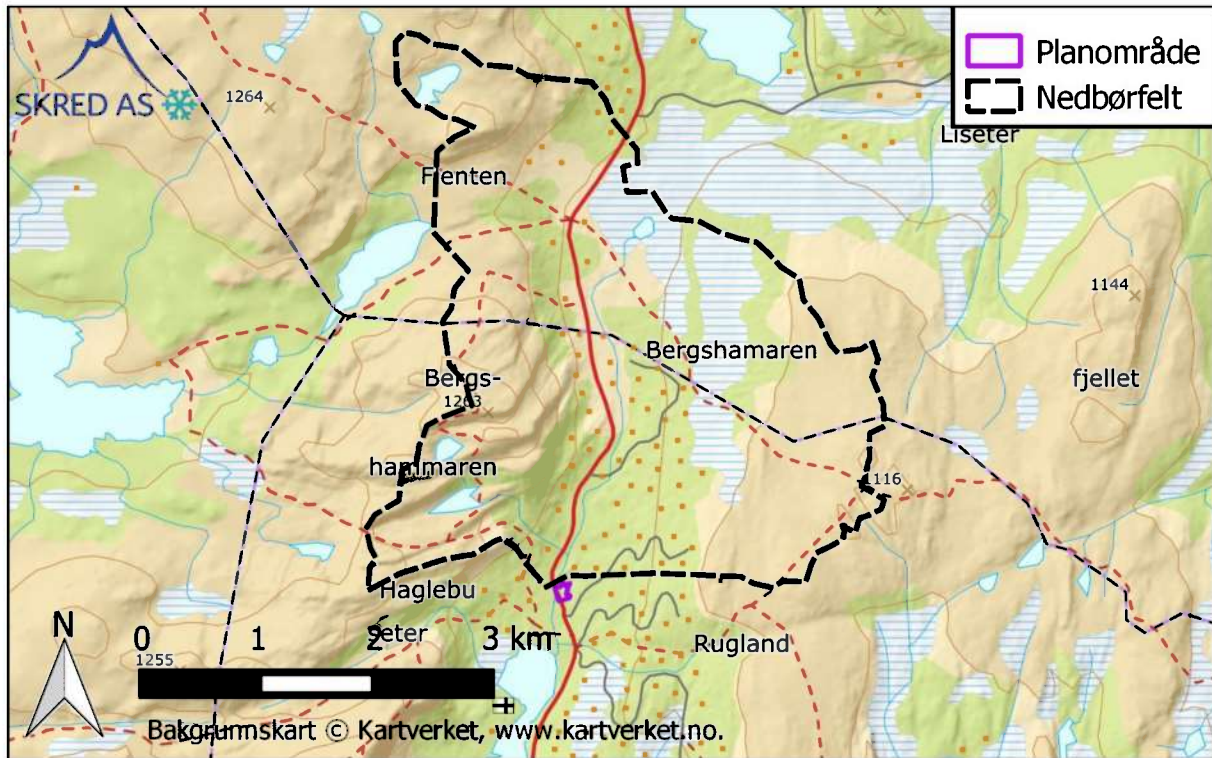 SKRED AS
Planområde
Nedbørfelt
1264
Liseter
Flenten
1144
Bergshamaren
fjellet
Bergs-
1263
hammaren
1116
Haglebu
seter
Rugland
N
0 1 2 3 km
1255
Bakgrunnskart © Kartverket, www.kartverket.no.